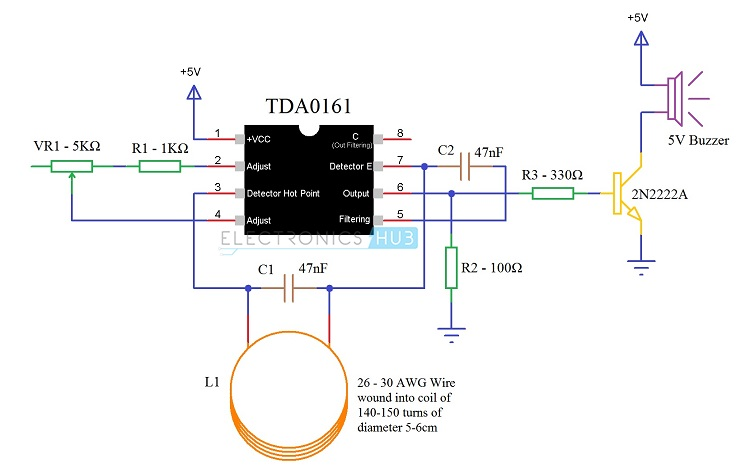 +5V
+5V
TDA0161
5V Buzzer
1
+VCC
C
(Out Filtering)
8
VR1 - 5KΩ
R1 - 1KΩ
2
Adjust
Detector E
7
C2
47nF
3
Detector Hot Point
Output
6
R3 - 330Ω
2N2222A
4
Adjust
Filtering
5
ELECTRONICS HUB
C1
47nF
R2 - 100Ω
L1
26 - 30 AWG Wire
wound into coil of
140-150 turns of
diameter 5-6cm